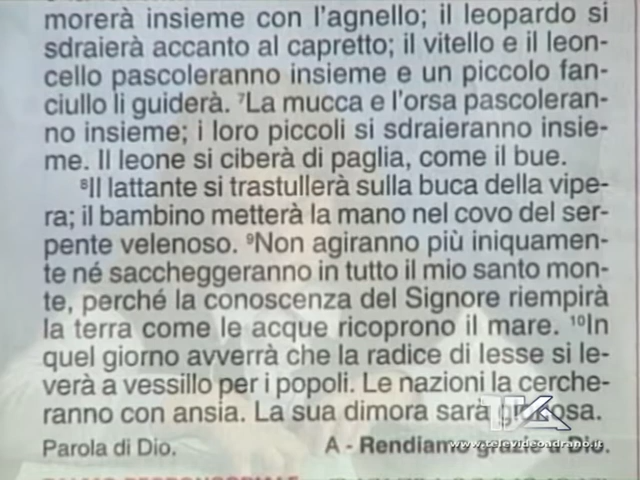 morerà insieme con l'agnello; il leopardo si
sdraierà accanto al capretto; il vitello e il leon-
cello pascoleranno insieme e un piccolo fan-
ciullo li guiderà. ⁷La mucca e l'orsa pascoleran-
no insieme; i loro piccoli si sdraieranno insie-
me. Il leone si ciberà di paglia, come il bue.
⁸Il lattante si trastullerà sulla buca della vipe-
ra; il bambino metterà la mano nel covo del ser-
pente velenoso. ⁹Non agiranno più iniquamen-
te né saccheggeranno in tutto il mio santo mon-
te, perché la conoscenza del Signore riempirà
la terra come le acque ricoprono il mare. ¹⁰In
quel giorno avverrà che la radice di Iesse si le-
verà a vessillo per i popoli. Le nazioni la cerche-
ranno con ansia. La sua dimora sarà gloriosa.
Parola di Dio. A - Rendiamo grazie a Dio.
TVA
www.televideoadrano.it